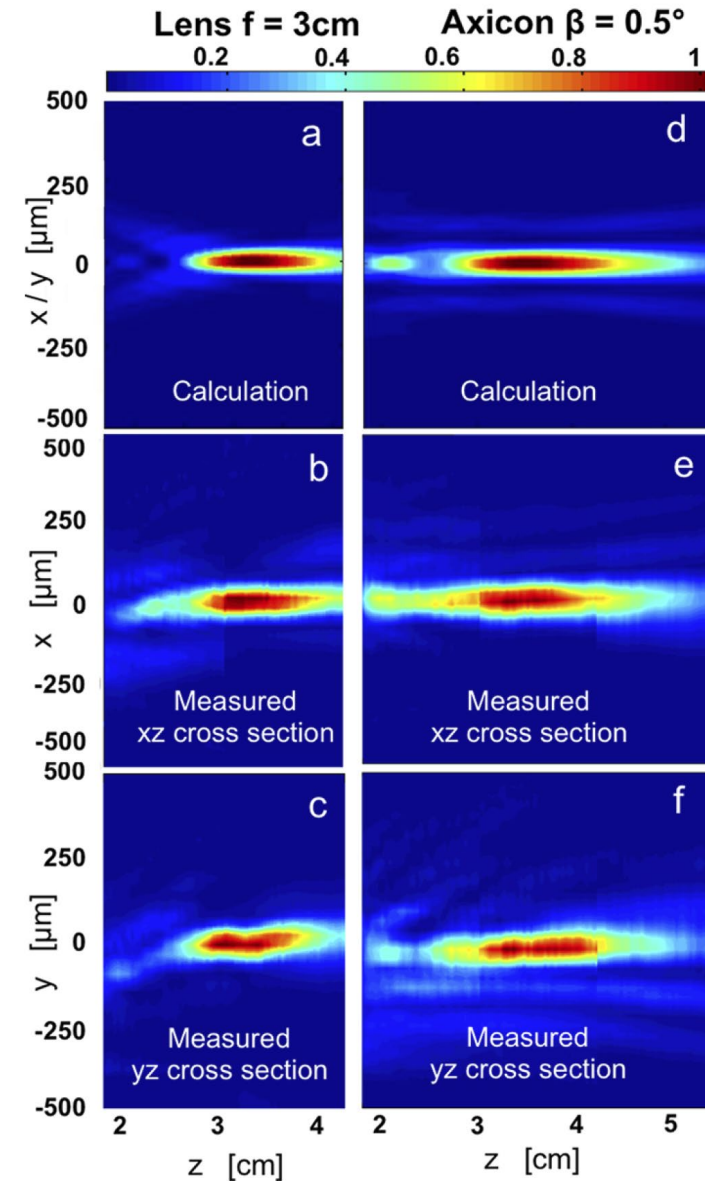 Lens f = 3cm Axicon β = 0.5°
0.2 0.4 0.6 0.8 1
500
a d
250
x / y [µm]
0
-250
Calculation Calculation
-500
500
b e
250
x [µm]
0
-250
Measured Measured
xz cross section xz cross section
-500
500
c f
250
y [µm]
0
-250
Measured Measured
yz cross section yz cross section
-500
2 3 4 2 3 4 5
z [cm] z [cm]